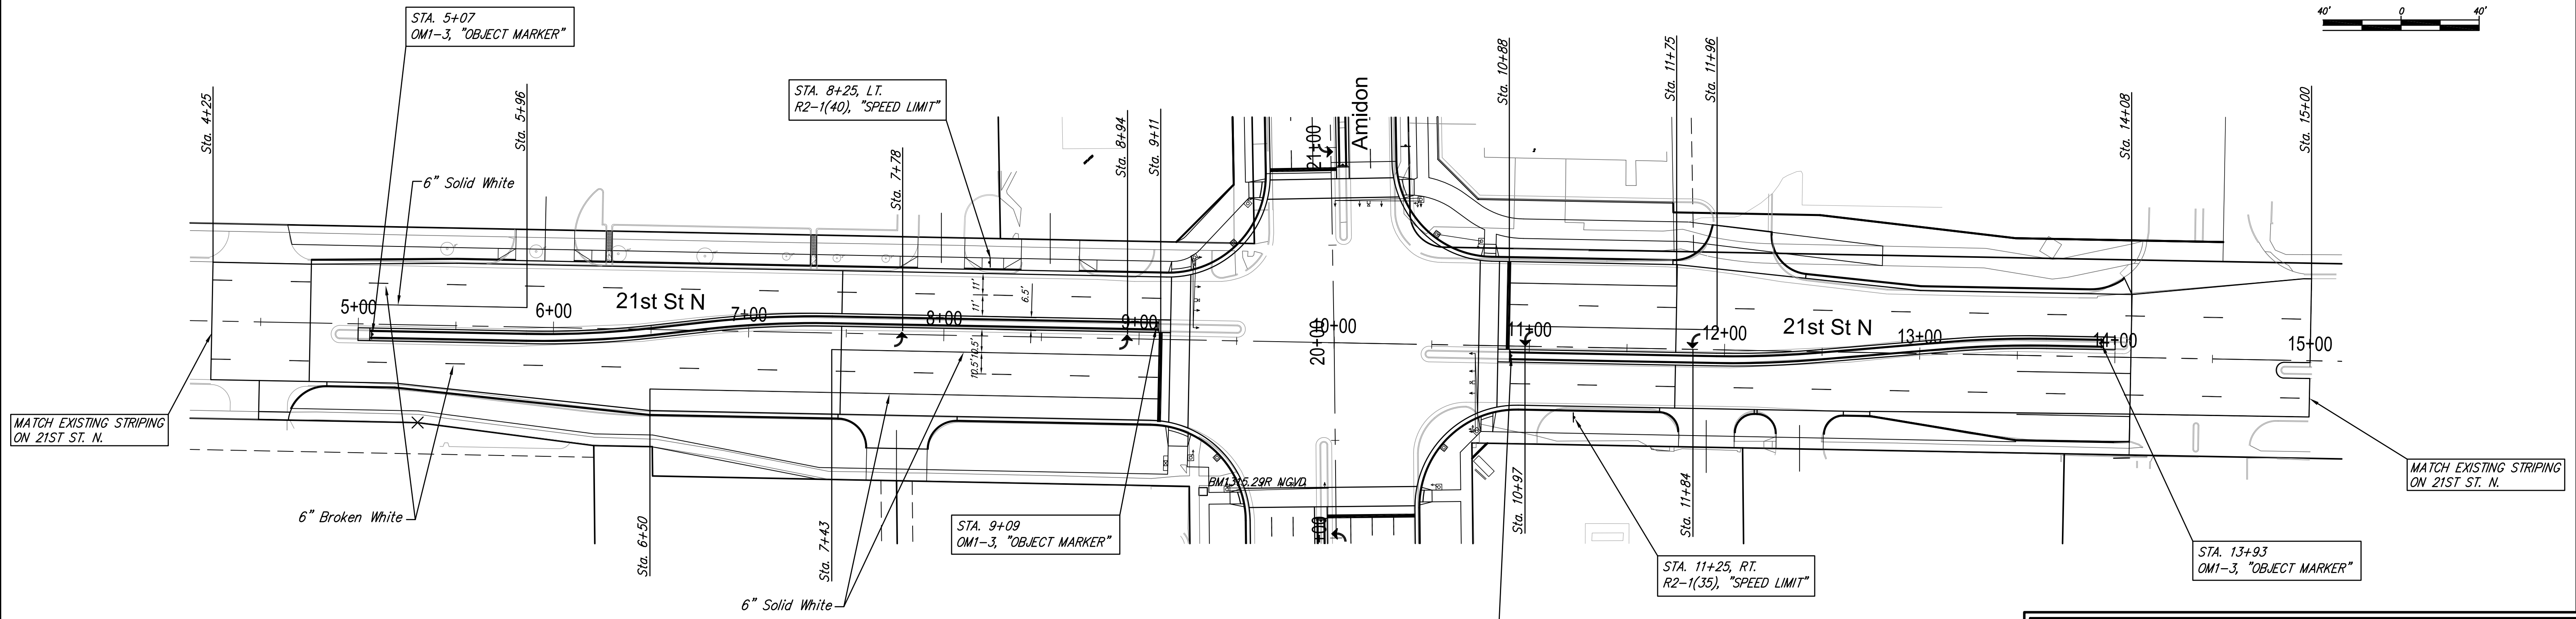 STA. 5+07
OM1-3, "OBJECT MARKER"
40' 0 40'
STA. 8+25, LT.
R2-1(40), "SPEED LIMIT"
Sta. 4+25
Sta. 5+96
Sta. 7+78
Sta. 8+94
Sta. 9+11
Amidon
21+00
Sta. 10+88
Sta. 11+75
Sta. 11+96
Sta. 14+08
Sta. 15+00
6" Solid White
5+00
6+00
21st St N
7+00
8+00
9+00
11'
11'
6.5'
10.5'
10.5'
10+00
20+00
11+00
12+00
21st St N
13+00
14+00
15+00
MATCH EXISTING STRIPING
ON 21ST ST. N.
6" Broken White
Sta. 6+50
Sta. 7+43
6" Solid White
STA. 9+09
OM1-3, "OBJECT MARKER"
BM1315.29R NGVD
+00
Sta. 10+97
Sta. 11+84
STA. 11+25, RT.
R2-1(35), "SPEED LIMIT"
STA. 13+93
OM1-3, "OBJECT MARKER"
MATCH EXISTING STRIPING
ON 21ST ST. N.